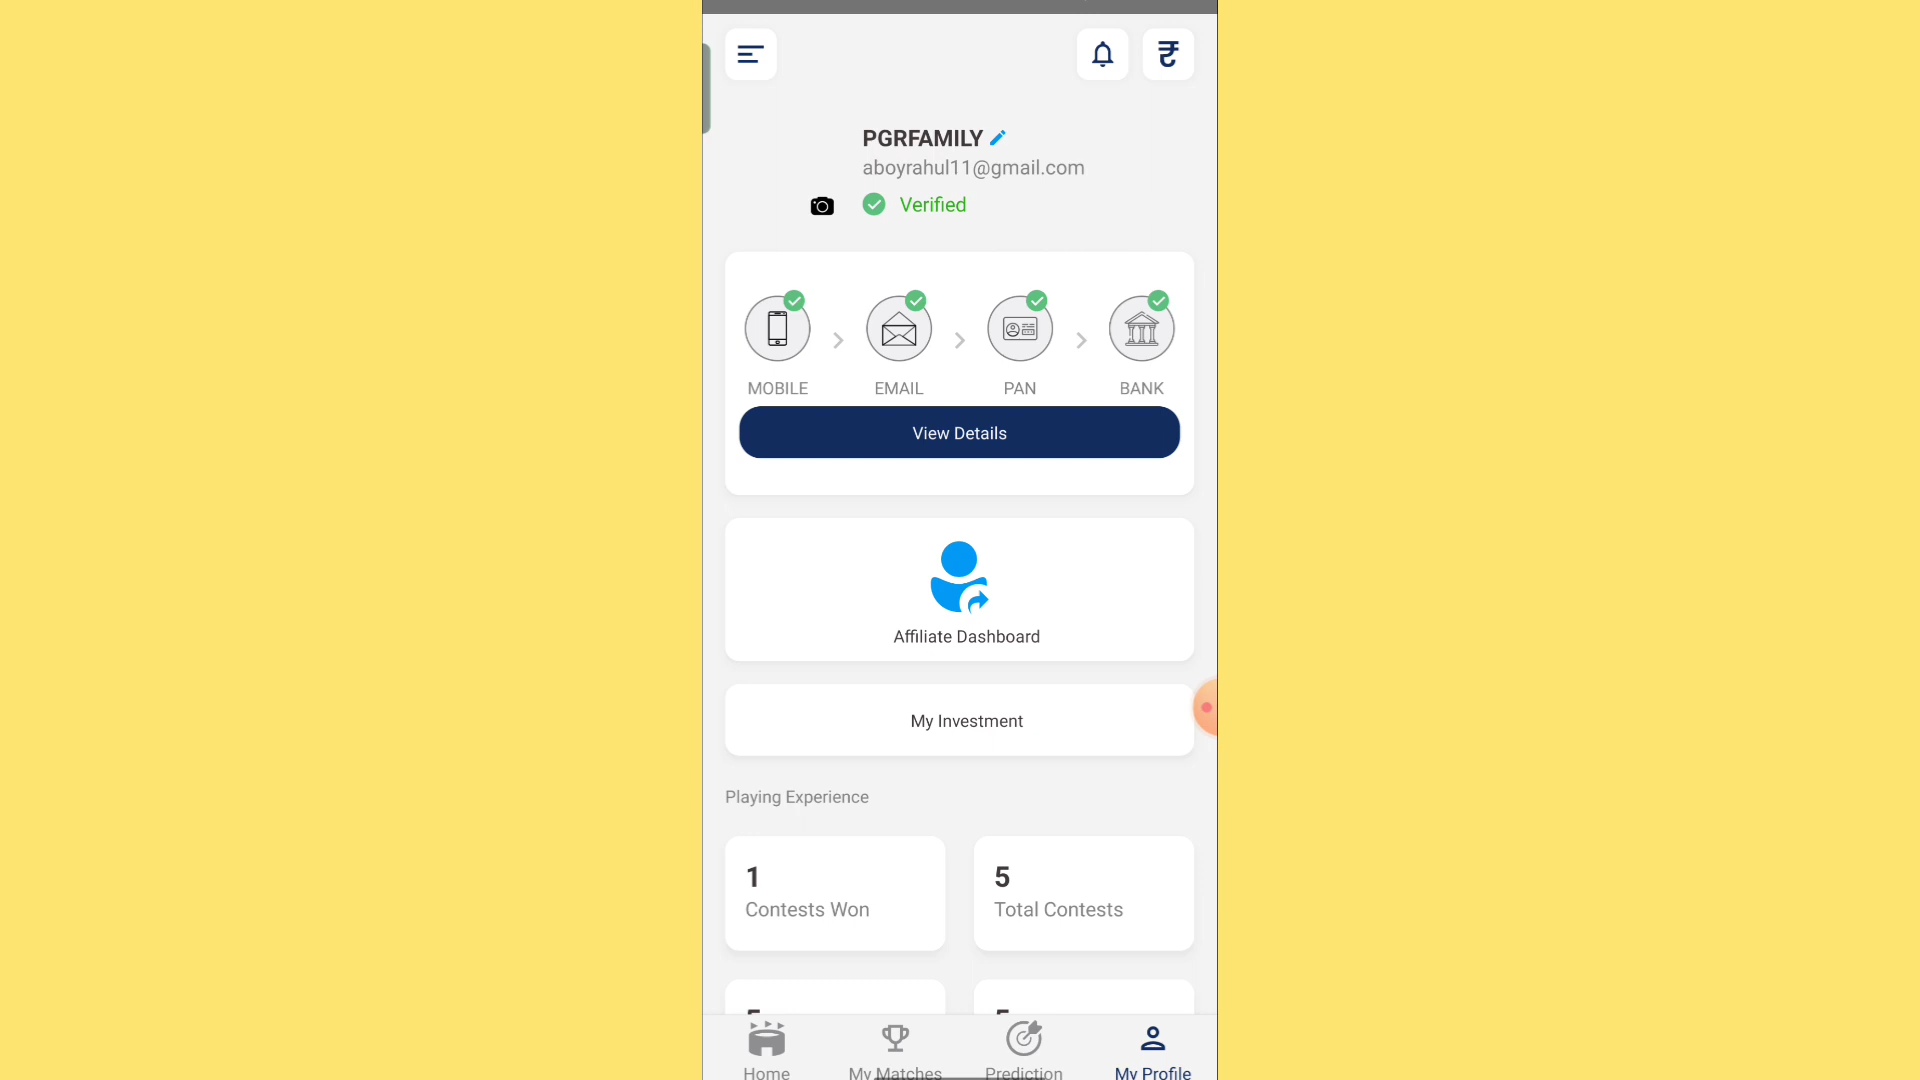 PGRFAMILY
aboyrahul11@gmail.com
Verified
MOBILE
EMAIL
PAN
BANK
View Details
Affiliate Dashboard
My Investment
Playing Experience
1
5
Contests Won
Total Contests
Home
My Matches
Prediction
My Profile